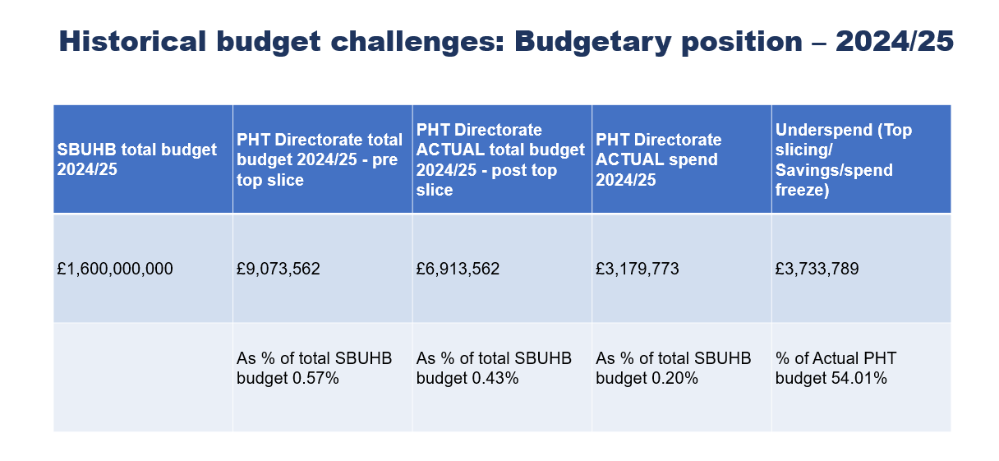 Historical budget challenges: Budgetary position – 2024/25
SBUHB total budget
2024/25
PHT Directorate total
budget 2024/25 - pre
top slice
PHT Directorate
ACTUAL total budget
2024/25 - post top
slice
PHT Directorate
ACTUAL spend
2024/25
Underspend (Top
slicing/
Savings/spend
freeze)
£1,600,000,000
£9,073,562
£6,913,562
£3,179,773
£3,733,789
As % of total SBUHB
budget 0.57%
As % of total SBUHB
budget 0.43%
As % of total SBUHB
budget 0.20%
% of Actual PHT
budget 54.01%